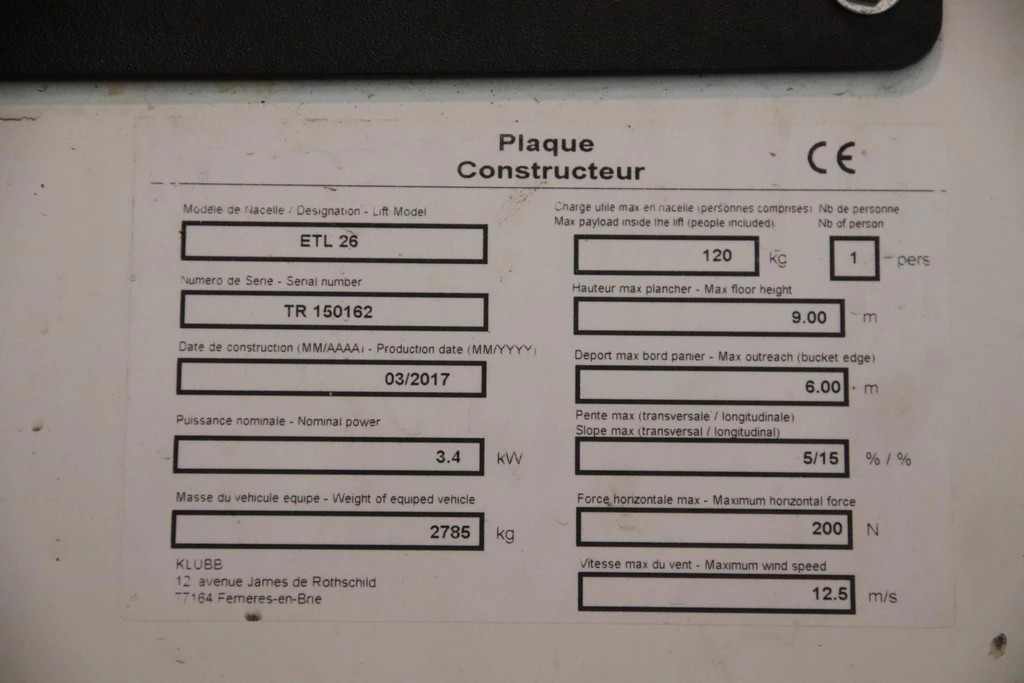 Plaque
Constructeur
CE
Modèle de Nacelle / Designation - Lift Model
ETL 26
Numero de Serie - Serial number
TR 150162
Date de construction (MM/AAAA) - Production date (MM/YYYY)
03/2017
Puissance nominale - Nominal power
3.4 kW
Masse du vehicule equipe - Weight of equiped vehicle
2785 kg
KLUBB
12 avenue James de Rothschild
77164 Ferrieres-en-Brie
Charge utile max en nacelle (personnes comprises)
Max payload inside the lift (people included)
120 kg
Nb de personne
Nb of person
1 pers
Hauteur max plancher - Max floor height
9.00 m
Deport max bord panier - Max outreach (bucket edge)
6.00 m
Pente max (transversale / longitudinale)
Slope max (transversal / longitudinal)
5/15 % / %
Force horizontale max - Maximum horizontal force
200 N
Vitesse max du vent - Maximum wind speed
12.5 m/s